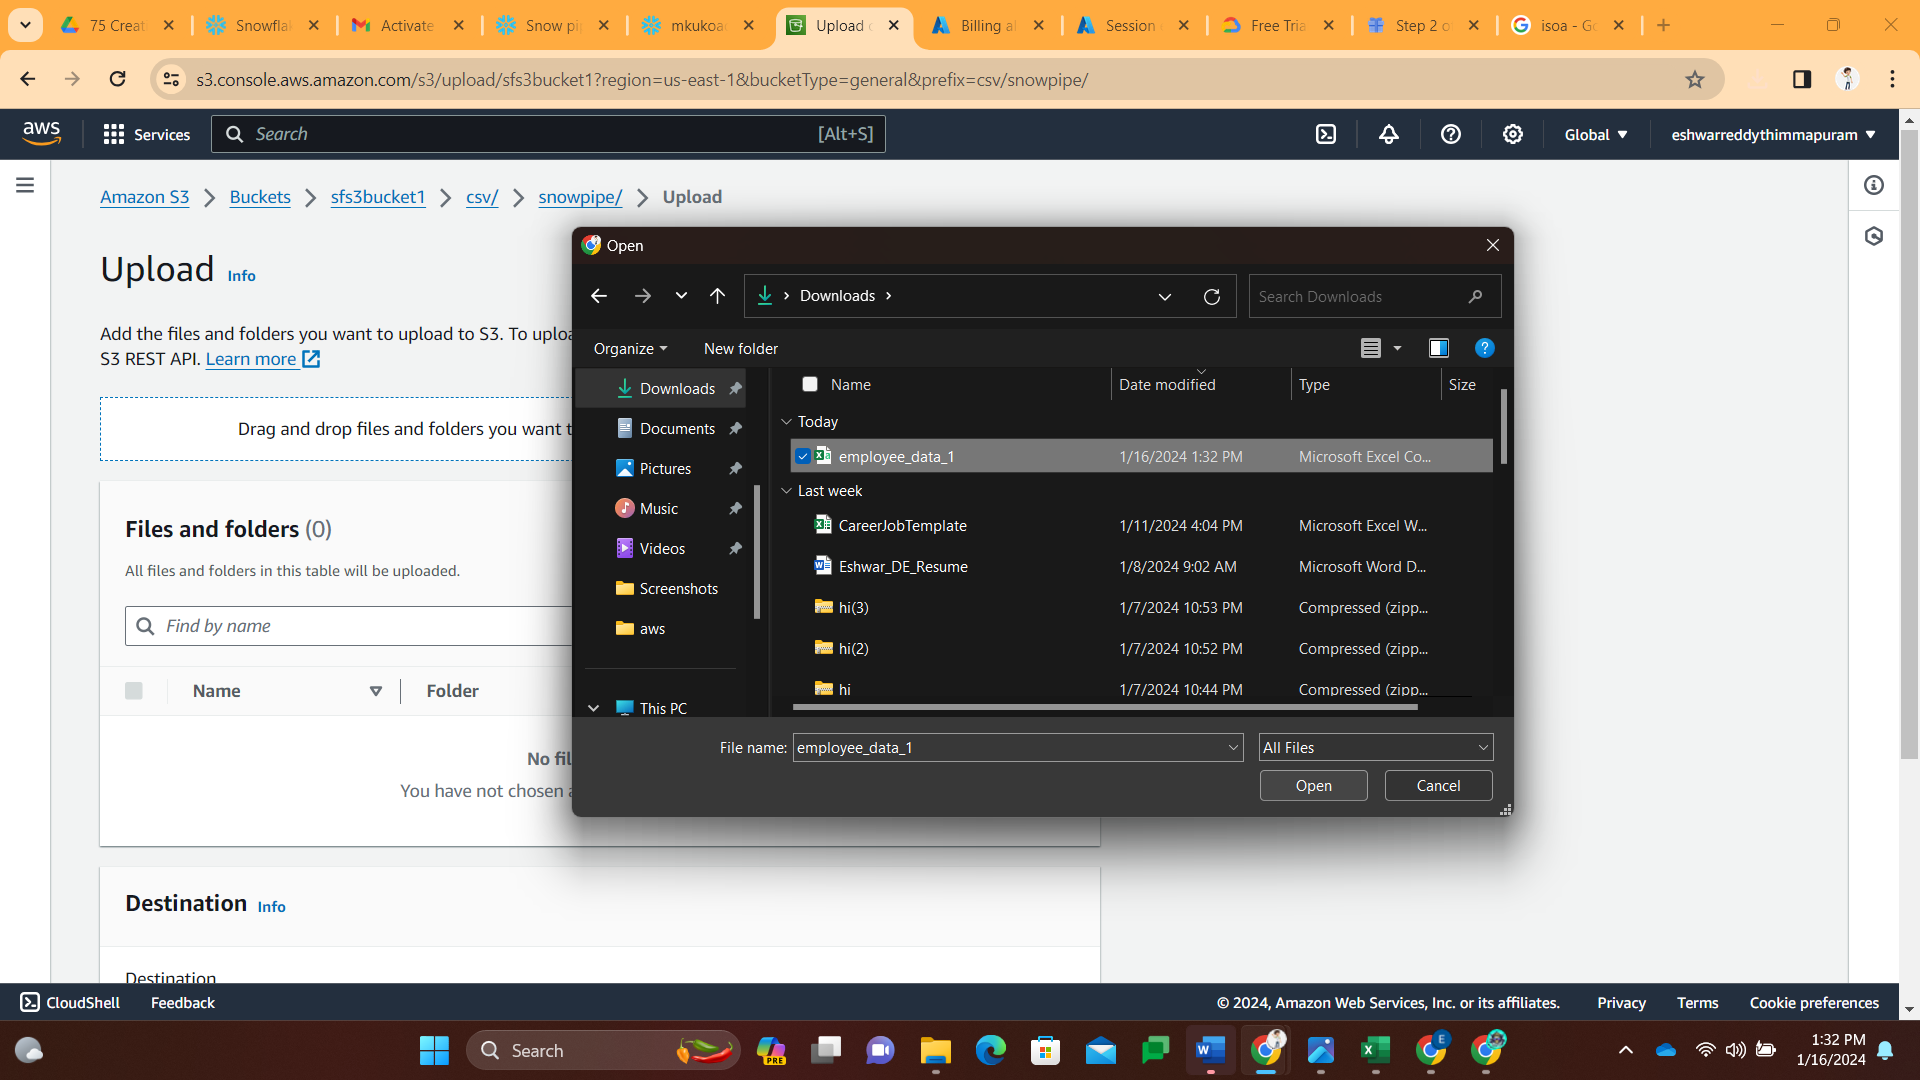 75 Creat
Snowflak
Activate
Snow pip
mkukoac
Upload
Billing al
Session
Free Tria
Step 2 o
isoa - Go
s3.console.aws.amazon.com/s3/upload/sfs3bucket1?region=us-east-1&bucketType=general&prefix=csv/snowpipe/
aws
Services
Search
[Alt+S]
Global
eshwarreddythimmapuram
Amazon S3 > Buckets > sfs3bucket1 > csv/ > snowpipe/ > Upload
Upload Info
Add the files and folders you want to upload to S3. To uploa
S3 REST API. Learn more
Drag and drop files and folders you want t
Files and folders (0)
All files and folders in this table will be uploaded.
Find by name
Name
Folder
No fil
You have not chosen a
Destination Info
Destination
Open
Downloads
Search Downloads
Organize
New folder
Downloads
Documents
Pictures
Music
Videos
Screenshots
aws
This PC
Name Date modified Type Size
Today
employee_data_1 1/16/2024 1:32 PM Microsoft Excel Co...
Last week
CareerJobTemplate 1/11/2024 4:04 PM Microsoft Excel W...
Eshwar_DE_Resume 1/8/2024 9:02 AM Microsoft Word D...
hi(3) 1/7/2024 10:53 PM Compressed (zipp...
hi(2) 1/7/2024 10:52 PM Compressed (zipp...
hi 1/7/2024 10:44 PM Compressed (zipp...
File name: employee_data_1
All Files
Open
Cancel
CloudShell
Feedback
© 2024, Amazon Web Services, Inc. or its affiliates.
Privacy
Terms
Cookie preferences
Search
PRE
E
1:32 PM
1/16/2024